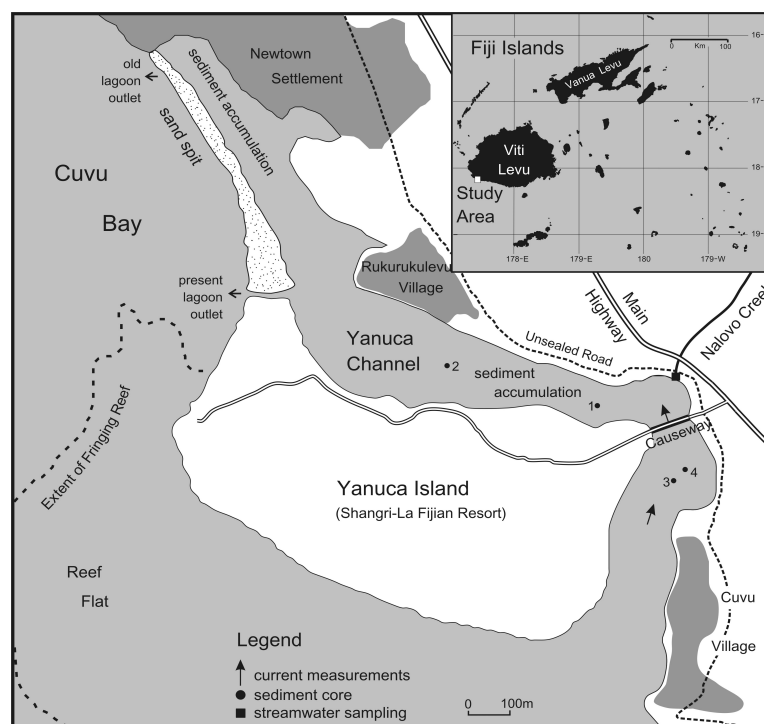 old
lagoon
outlet
Newtown
Settlement
sediment accumulation
sand spit
Cuvu
Bay
present
lagoon
outlet
Rukurukulevu
Village
Yanuca
Channel
2
sediment
accumulation
1
Unsealed Road
Main
Highway
Nalovo Creek
Causeway
4
3
Extent of Fringing Reef
Yanuca Island
(Shangri-La Fijian Resort)
Reef
Flat
Cuvu
Village
Legend
current measurements
sediment core
streamwater sampling
0 100m
Fiji Islands
0 Km 100
16
17
18
19
Vanua Levu
Viti
Levu
Study
Area
178-E 179-E 180 179-W